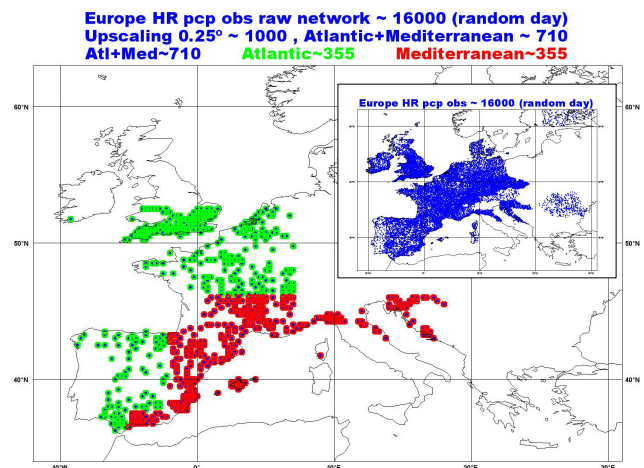 Europe HR pcp obs raw network ~ 16000 (random day)
Upscaling 0.25º ~ 1000 , Atlantic+Mediterranean ~ 710
Atl+Med~710 Atlantic~355 Mediterranean~355
Europe HR pcp obs ~ 16000 (random day)
60°N 60°N
50°N 50°N
40°N 40°N
10°W 0° 10°E 20°E